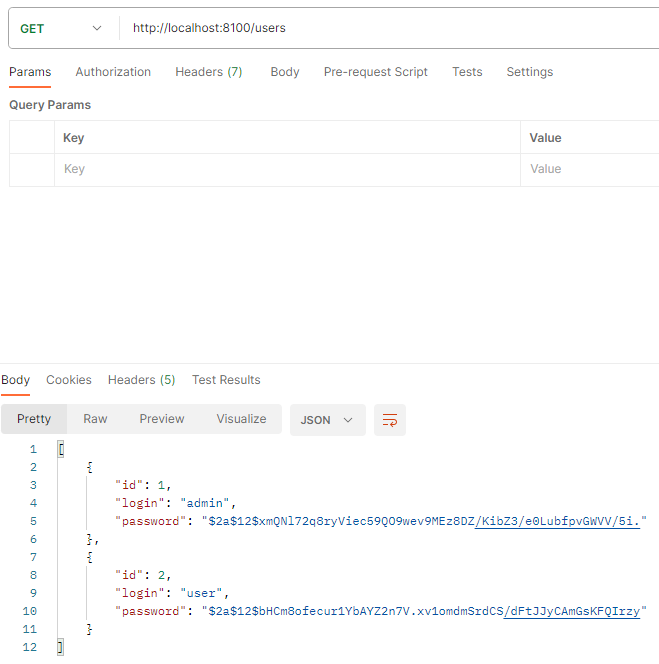 GET http://localhost:8100/users
Params Authorization Headers (7) Body Pre-request Script Tests Settings
Query Params
Key Value
Key Value
Body Cookies Headers (5) Test Results
Pretty Raw Preview Visualize JSON
1 [
2 {
3 "id": 1,
4 "login": "admin",
5 "password": "$2a$12$xmQNl72q8ryViec59QO9wev9MEz8DZ/KibZ3/e0LubfpvGWVV/5i."
6 },
7 {
8 "id": 2,
9 "login": "user",
10 "password": "$2a$12$bHCm8ofecur1YbAYZ2n7V.xv1omdmSrdCS/dFtJJyCAmGsKFQIrzy"
11 }
12 ]